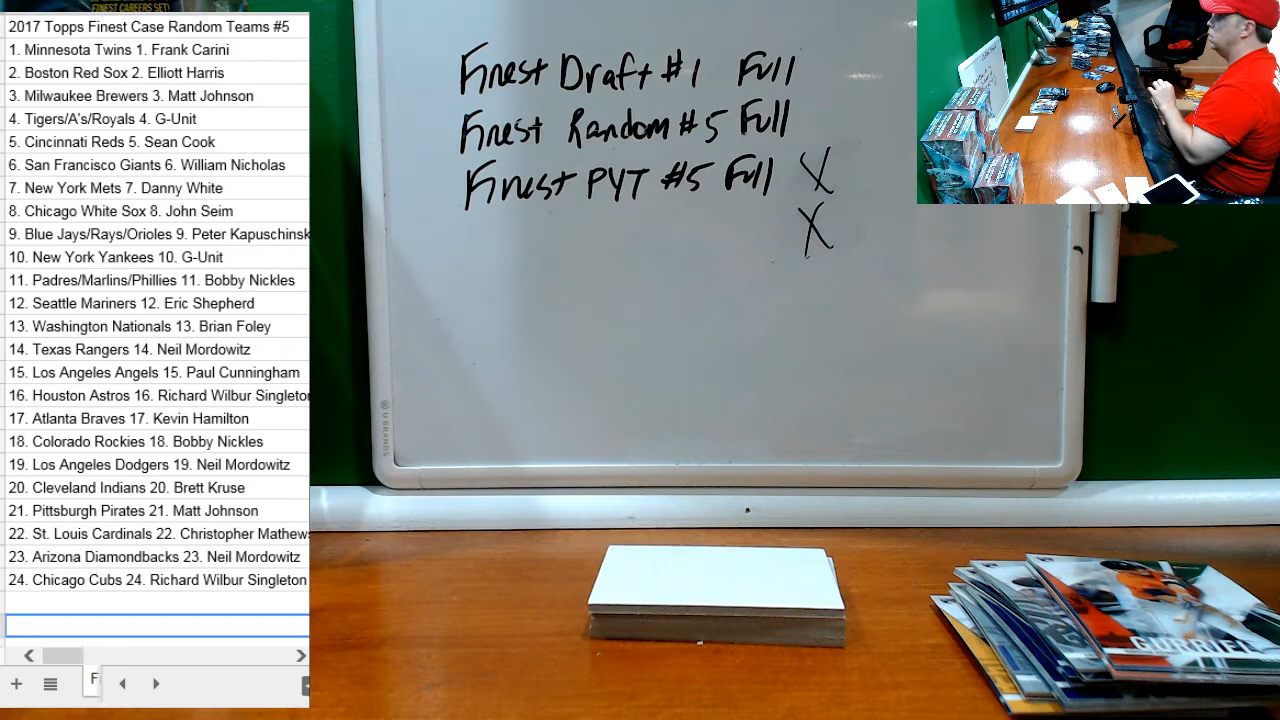 FINEST CAREERS SET)
2017 Topps Finest Case Random Teams #5
1. Minnesota Twins 1. Frank Carini
2. Boston Red Sox 2. Elliott Harris
3. Milwaukee Brewers 3. Matt Johnson
4. Tigers/A's/Royals 4. G-Unit
5. Cincinnati Reds 5. Sean Cook
6. San Francisco Giants 6. William Nicholas
7. New York Mets 7. Danny White
8. Chicago White Sox 8. John Seim
9. Blue Jays/Rays/Orioles 9. Peter Kapuschinsk
10. New York Yankees 10. G-Unit
11. Padres/Marlins/Phillies 11. Bobby Nickles
12. Seattle Mariners 12. Eric Shepherd
13. Washington Nationals 13. Brian Foley
14. Texas Rangers 14. Neil Mordowitz
15. Los Angeles Angels 15. Paul Cunningham
16. Houston Astros 16. Richard Wilbur Singleton
17. Atlanta Braves 17. Kevin Hamilton
18. Colorado Rockies 18. Bobby Nickles
19. Los Angeles Dodgers 19. Neil Mordowitz
20. Cleveland Indians 20. Brett Kruse
21. Pittsburgh Pirates 21. Matt Johnson
22. St. Louis Cardinals 22. Christopher Mathews
23. Arizona Diamondbacks 23. Neil Mordowitz
24. Chicago Cubs 24. Richard Wilbur Singleton
F
Finest Draft #1 Full
Finest Random #5 Full
Finest PYT #5 Full X
X
U BRANDS
GURRIEL